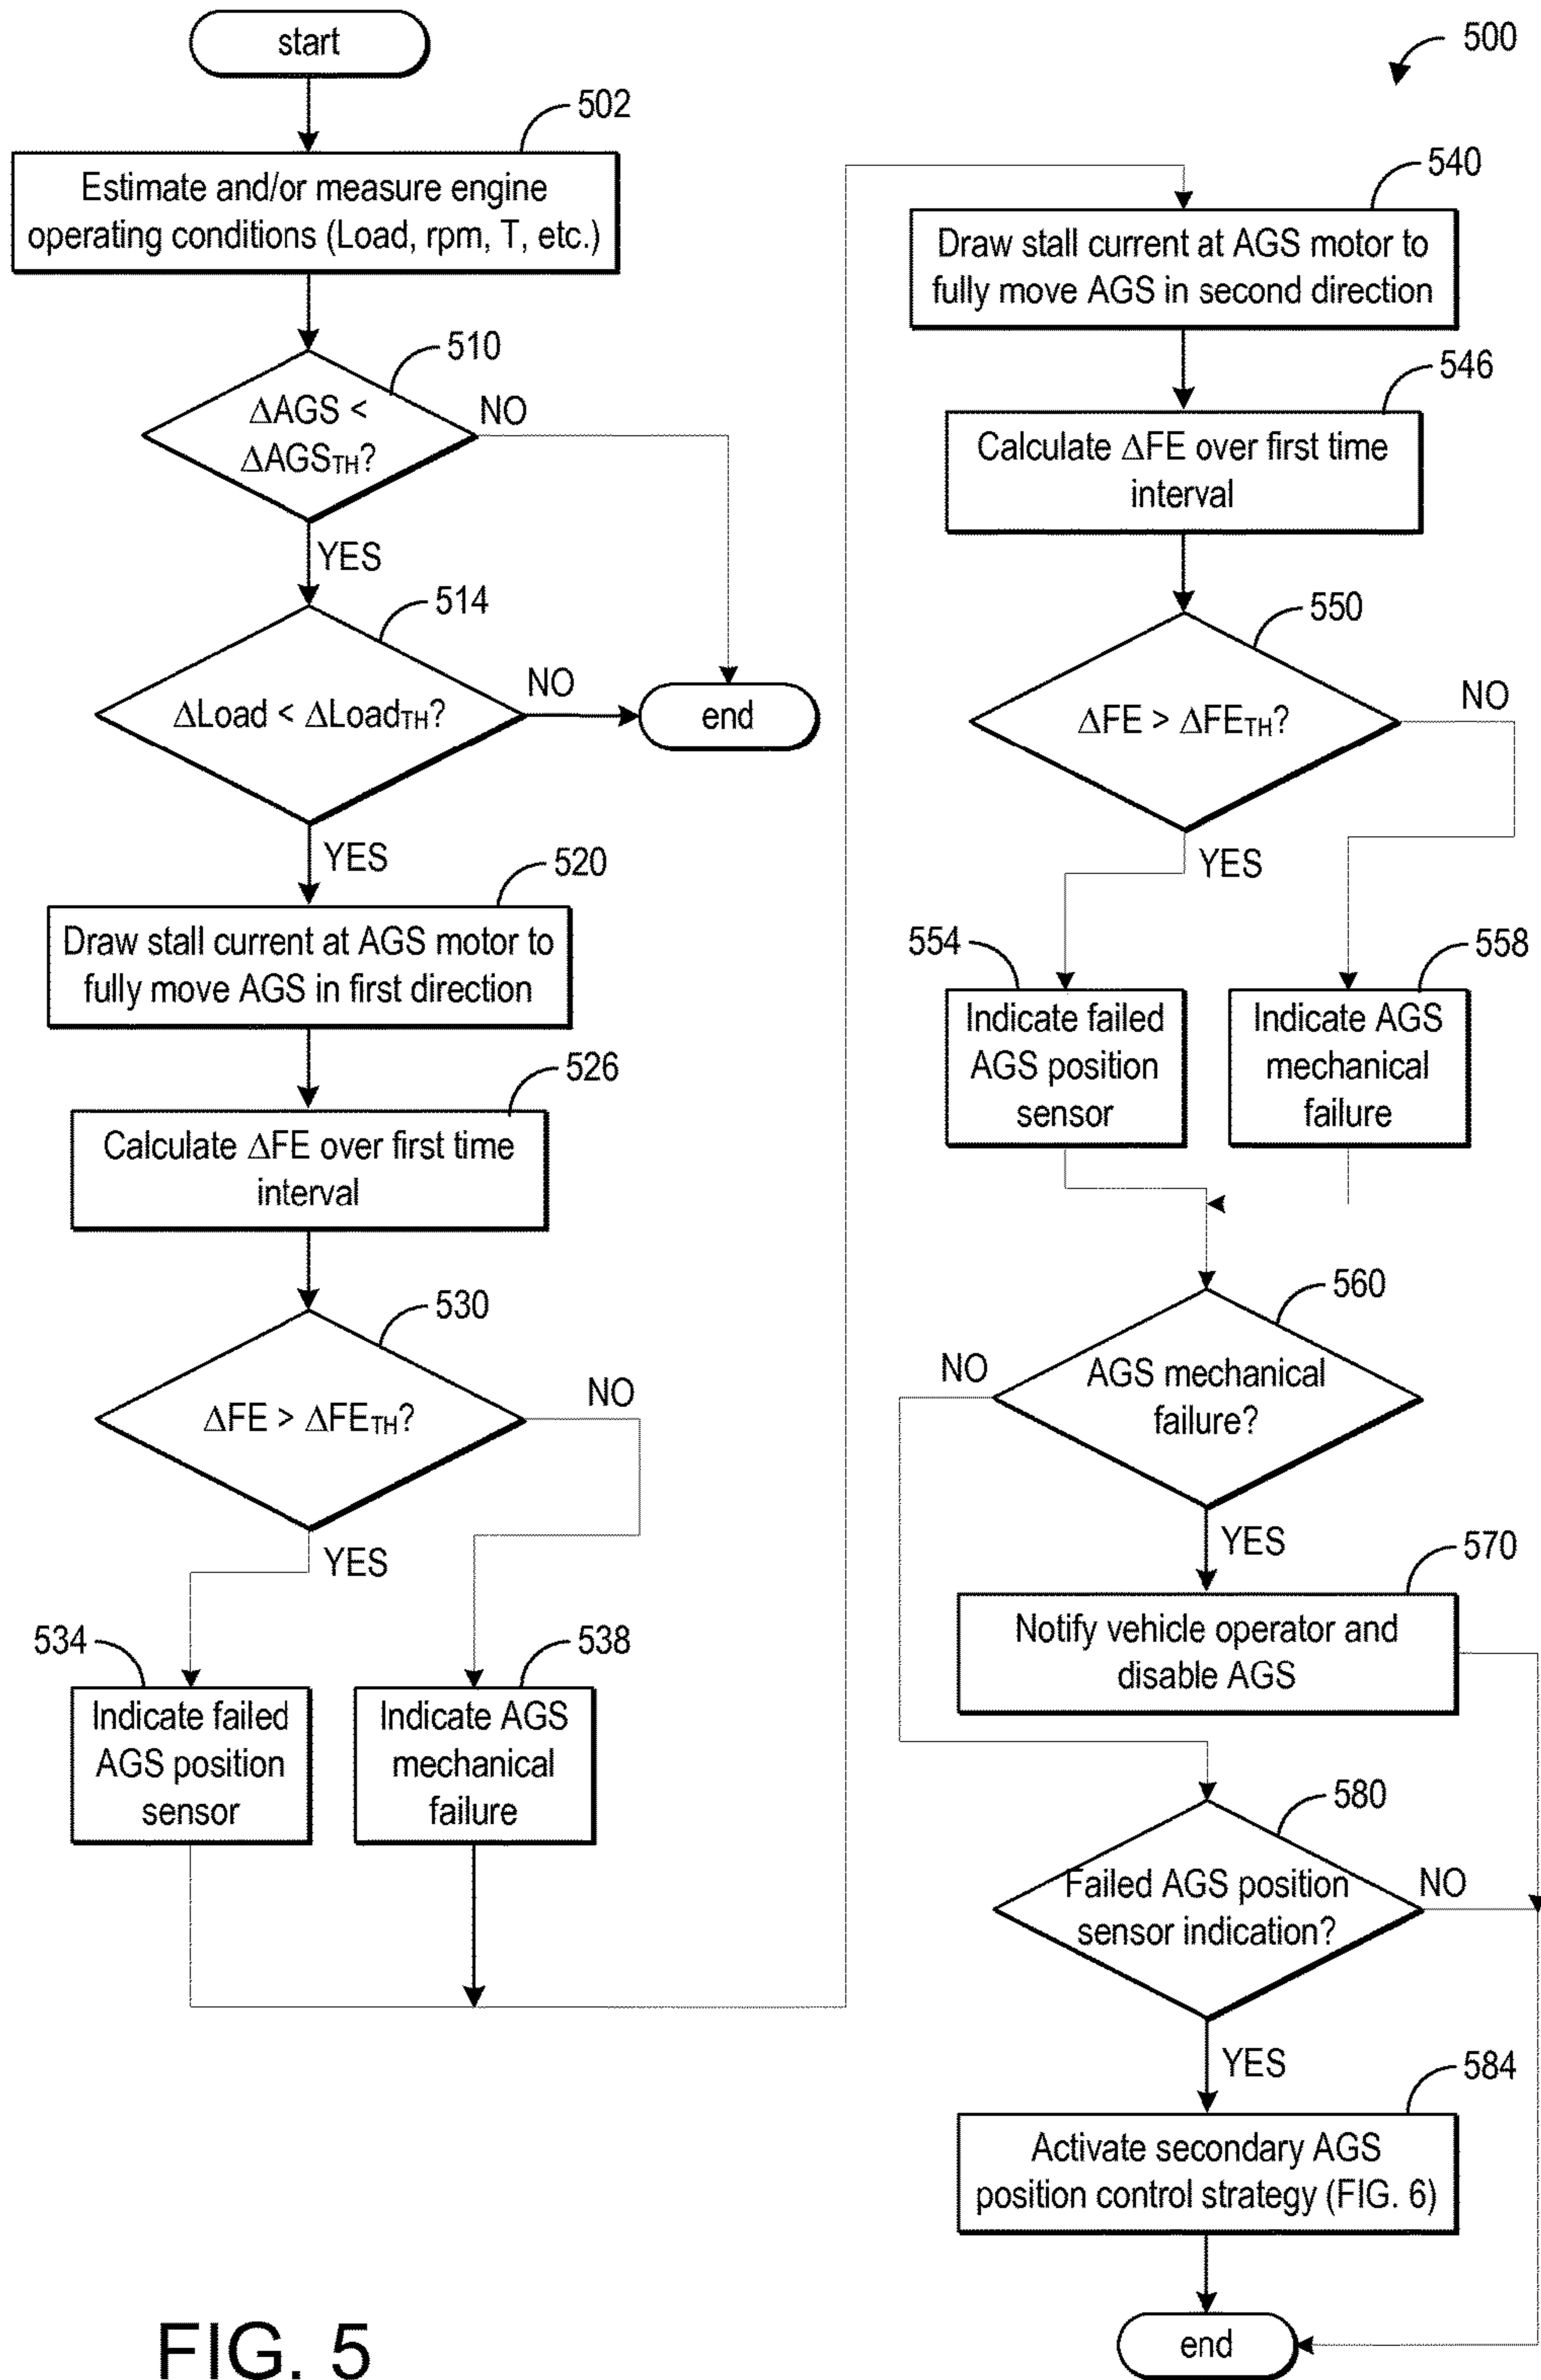 start
500
502
Estimate and/or measure engine
operating conditions (Load, rpm, T, etc.)
510
ΔAGS <
ΔAGSTH?
NO
YES
514
ΔLoad < ΔLoadTH?
NO
end
YES
520
Draw stall current at AGS motor to
fully move AGS in first direction
526
Calculate ΔFE over first time
interval
530
ΔFE > ΔFETH?
NO
YES
534
538
Indicate failed
AGS position
sensor
Indicate AGS
mechanical
failure
540
Draw stall current at AGS motor to
fully move AGS in second direction
546
Calculate ΔFE over first time
interval
550
ΔFE > ΔFETH?
NO
YES
554
558
Indicate failed
AGS position
sensor
Indicate AGS
mechanical
failure
560
NO
AGS mechanical
failure?
YES
570
Notify vehicle operator and
disable AGS
580
Failed AGS position
sensor indication?
NO
YES
584
Activate secondary AGS
position control strategy (FIG. 6)
end
FIG. 5